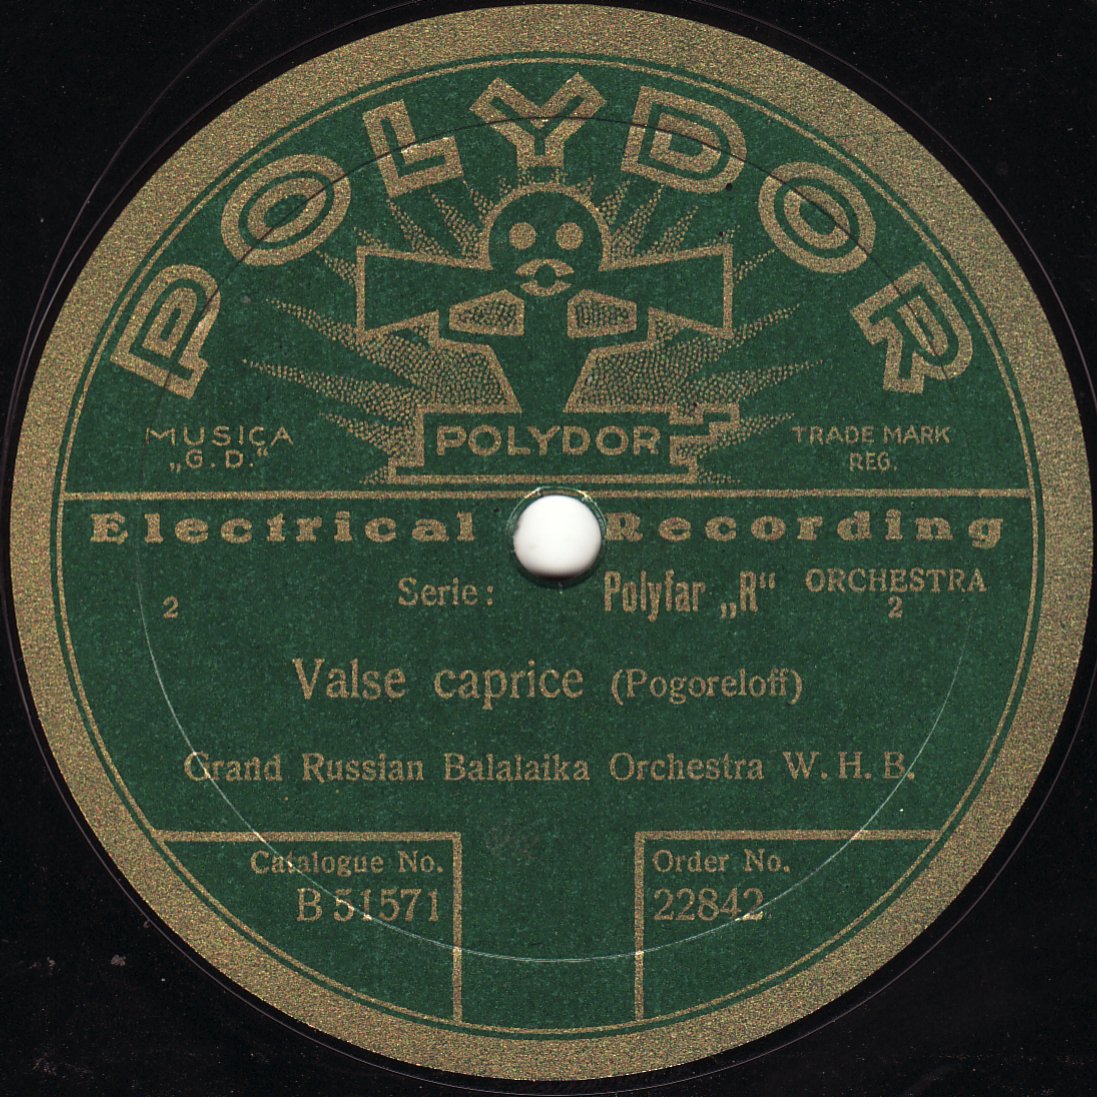 POLYDOR
POLYDOR
MUSICA
„G.D.“
TRADE MARK
REG.
Electrical Recording
2 Serie: Polyfar „R“ ORCHESTRA
2
Valse caprice (Pogoreloff)
Grand Russian Balalaika Orchestra W. H. B.
Catalogue No.
B 51571
Order No.
22842